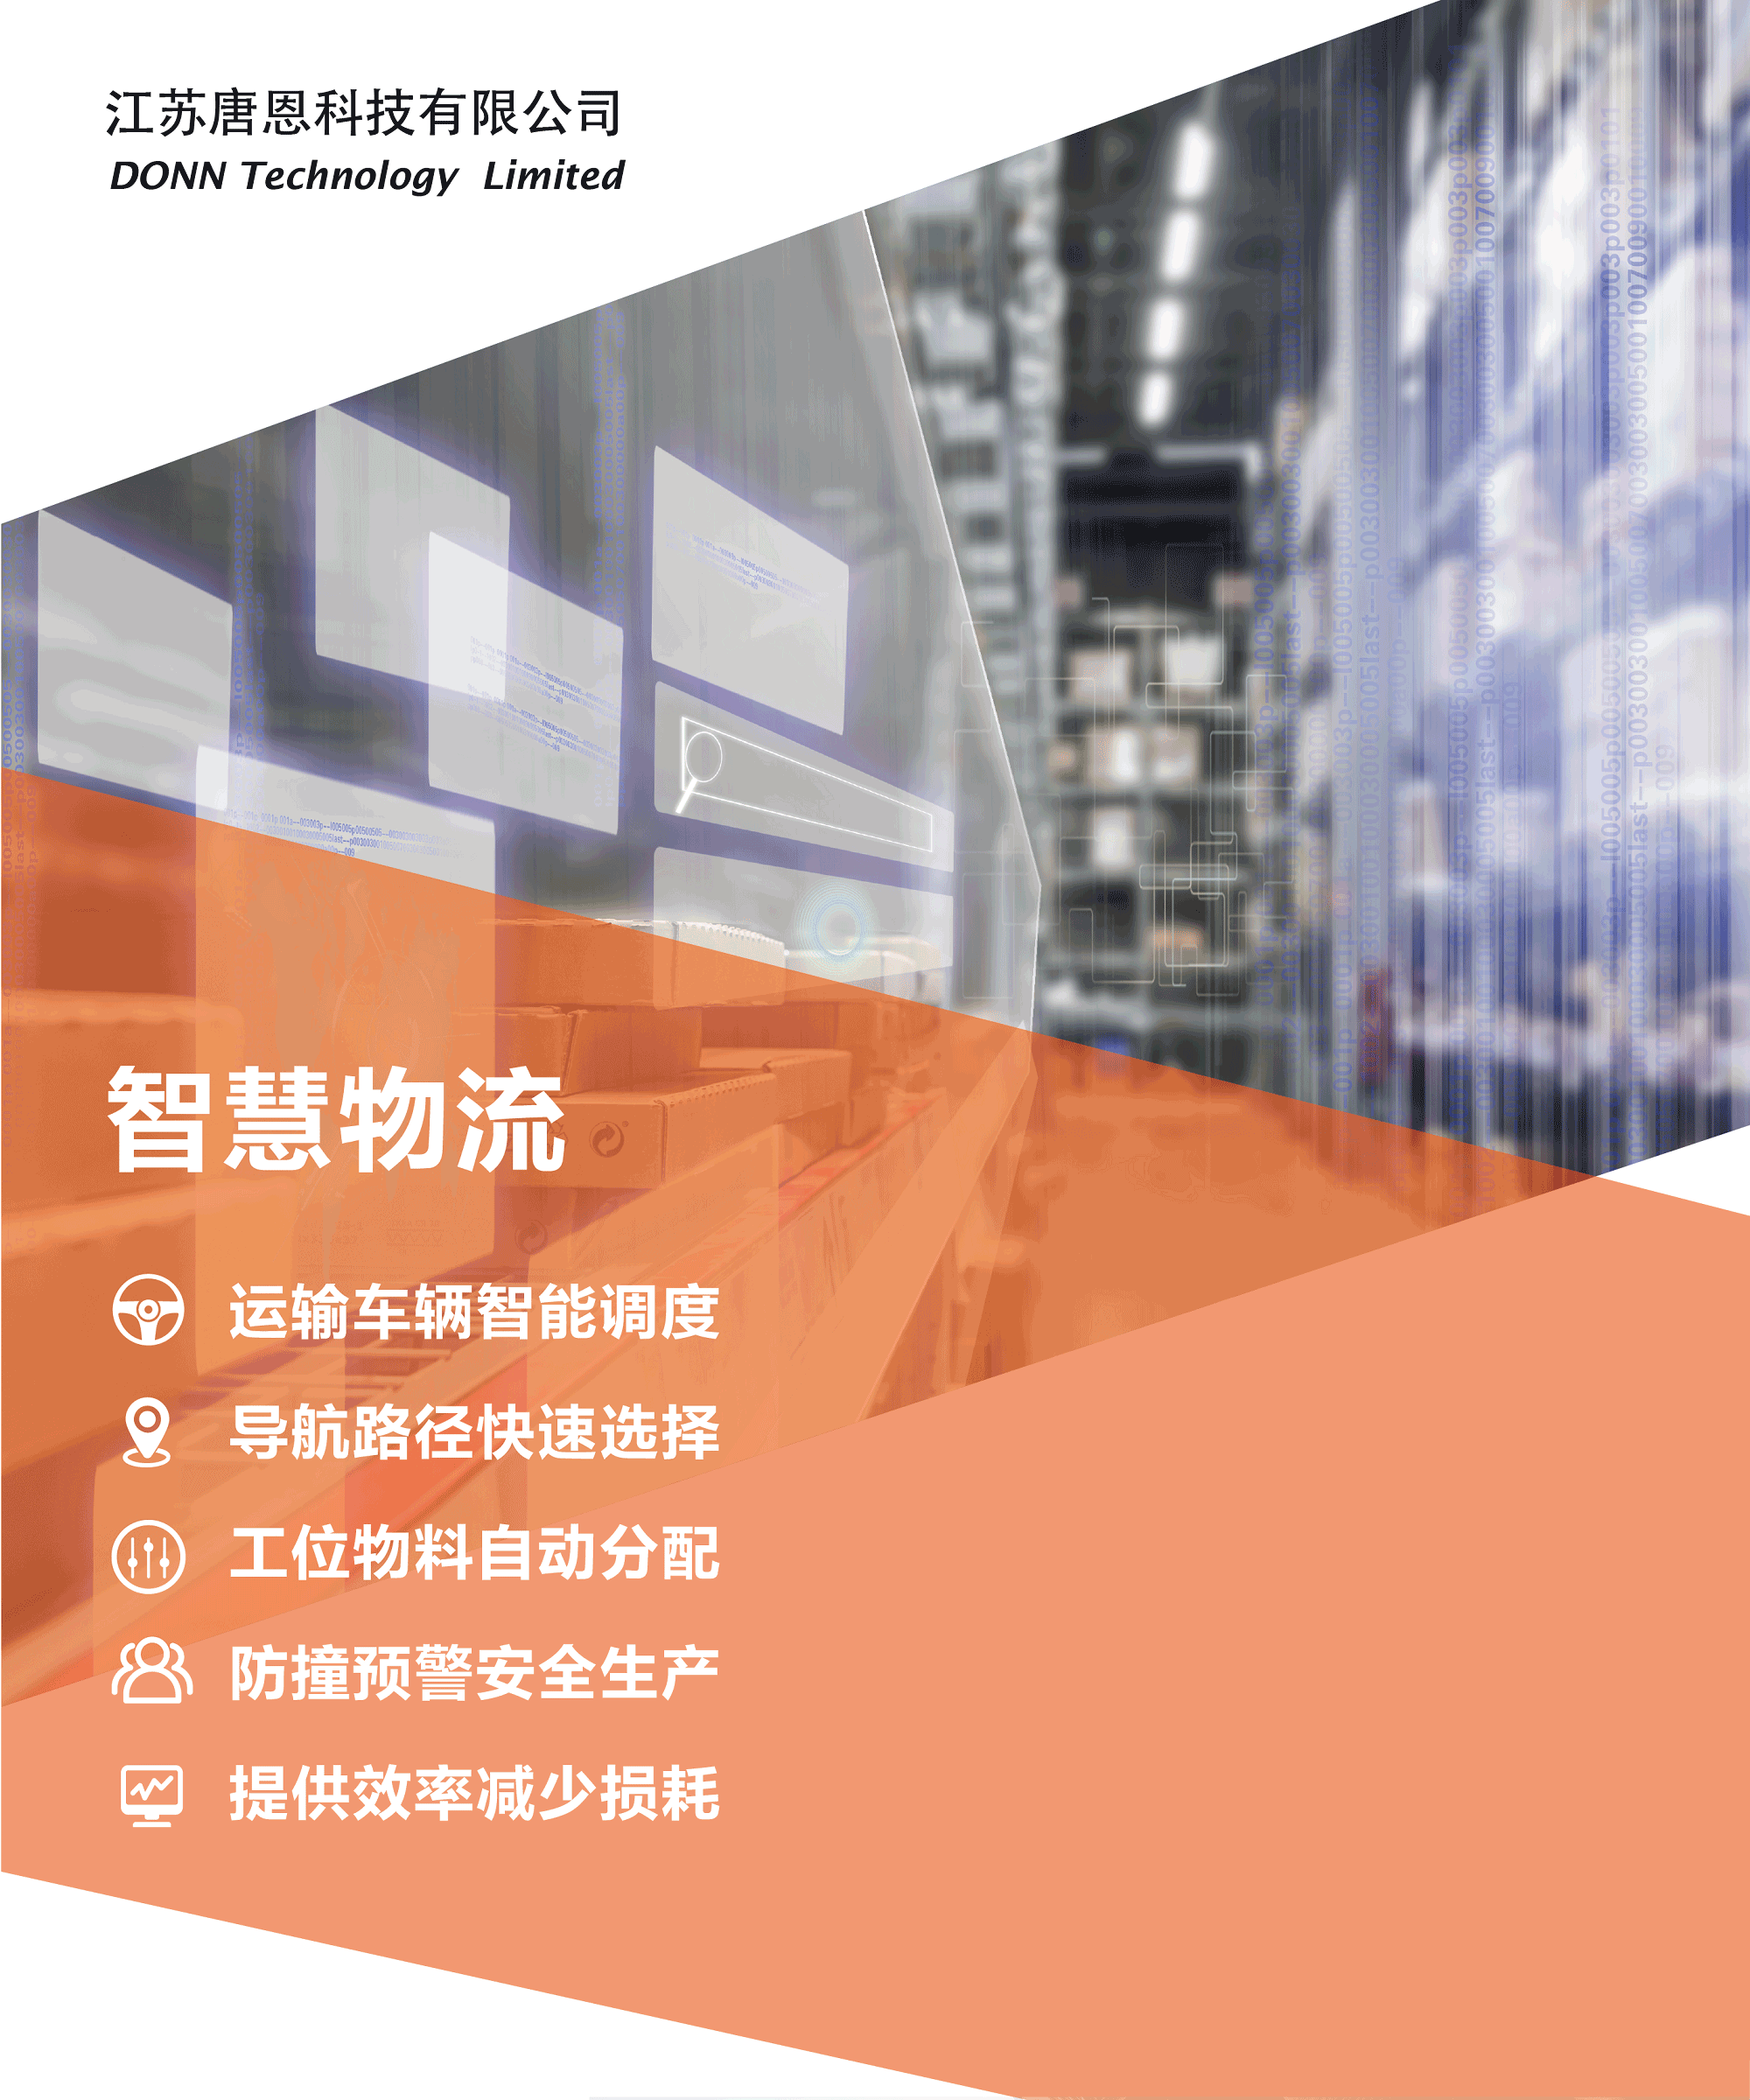 江苏唐恩科技有限公司
DONN Technology Limited
智慧物流
运输车辆智能调度
导航路径快速选择
工位物料自动分配
防撞预警安全生产
提供效率减少损耗